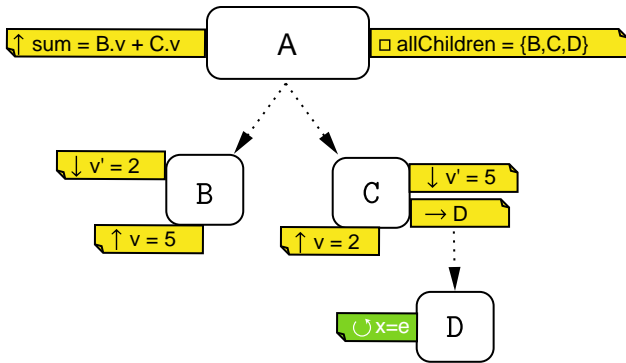 ↑ sum = B.v + C.v
A
□ allChildren = {B,C,D}
↓ v' = 2
B
↑ v = 5
C
↓ v' = 5
→ D
↑ v = 2
↺ x=e
D